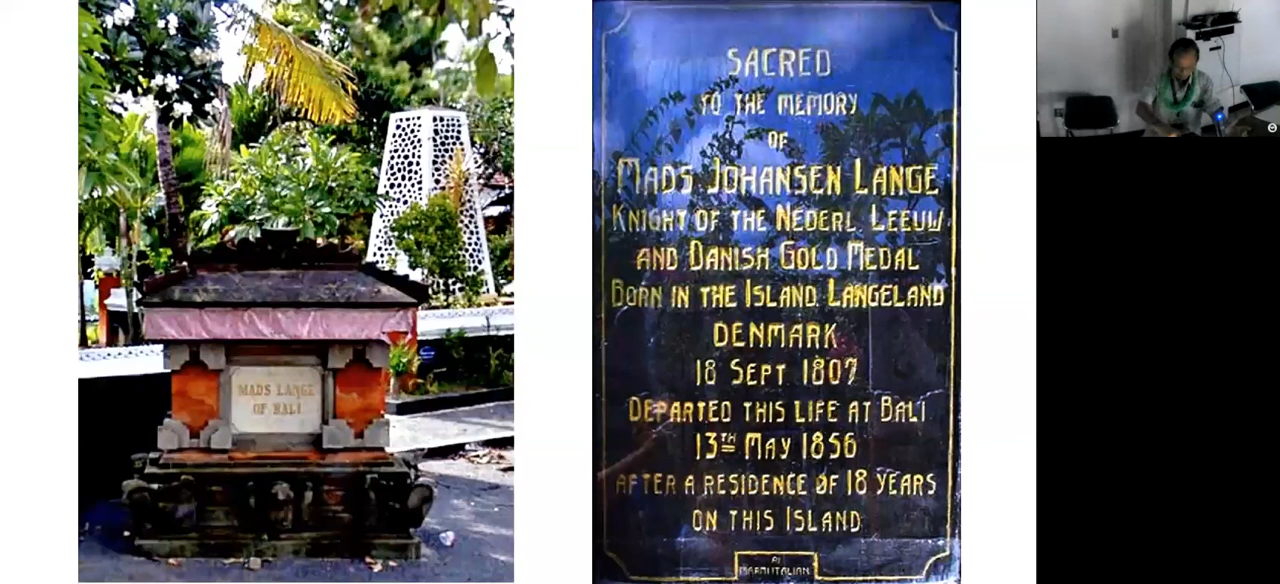 MADS LANGE
OF BALI
SACRED
TO THE MEMORY
OF
MADS JOHANSEN LANGE
KNIGHT OF THE NEDERL. LEEUW
AND DANISH GOLD MEDAL
BORN IN THE ISLAND LANGELAND
DENMARK
18 SEPT 1807
DEPARTED THIS LIFE AT BALI
13TH MAY 1856
AFTER A RESIDENCE OF 18 YEARS
ON THIS ISLAND